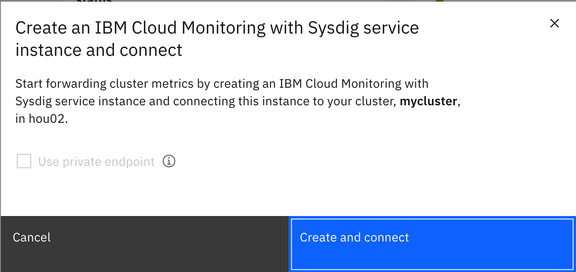 Create an IBM Cloud Monitoring with Sysdig service
instance and connect
Start forwarding cluster metrics by creating an IBM Cloud Monitoring with
Sysdig service instance and connecting this instance to your cluster, mycluster,
in hou02.
Use private endpoint
Cancel
Create and connect